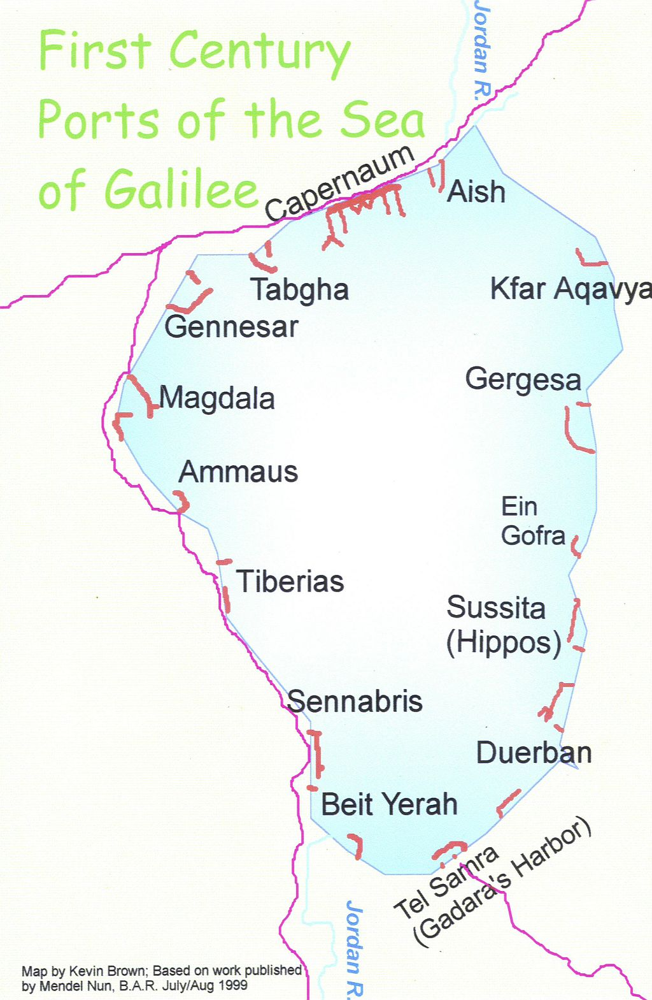 First Century
Ports of the Sea
of Galilee
Jordan R.
Capernaum
Aish
Tabgha
Kfar Aqavya
Gennesar
Gergesa
Magdala
Ammaus
Ein
Gofra
Tiberias
Sussita
(Hippos)
Sennabris
Duerban
Beit Yerah
Tel Samra
(Gadara's Harbor)
Jordan R.
Map by Kevin Brown; Based on work published
by Mendel Nun, B.A.R. July/Aug 1999